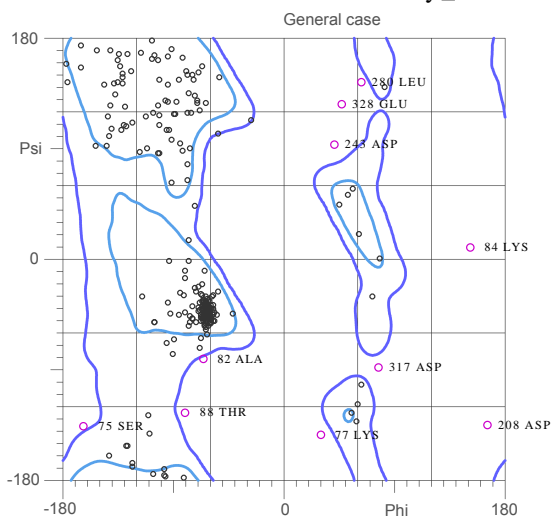 General case
180
280 LEU
328 GLU
Psi
243 ASP
84 LYS
0
82 ALA
317 ASP
88 THR
75 SER
208 ASP
77 LYS
-180
-180
0
Phi
180